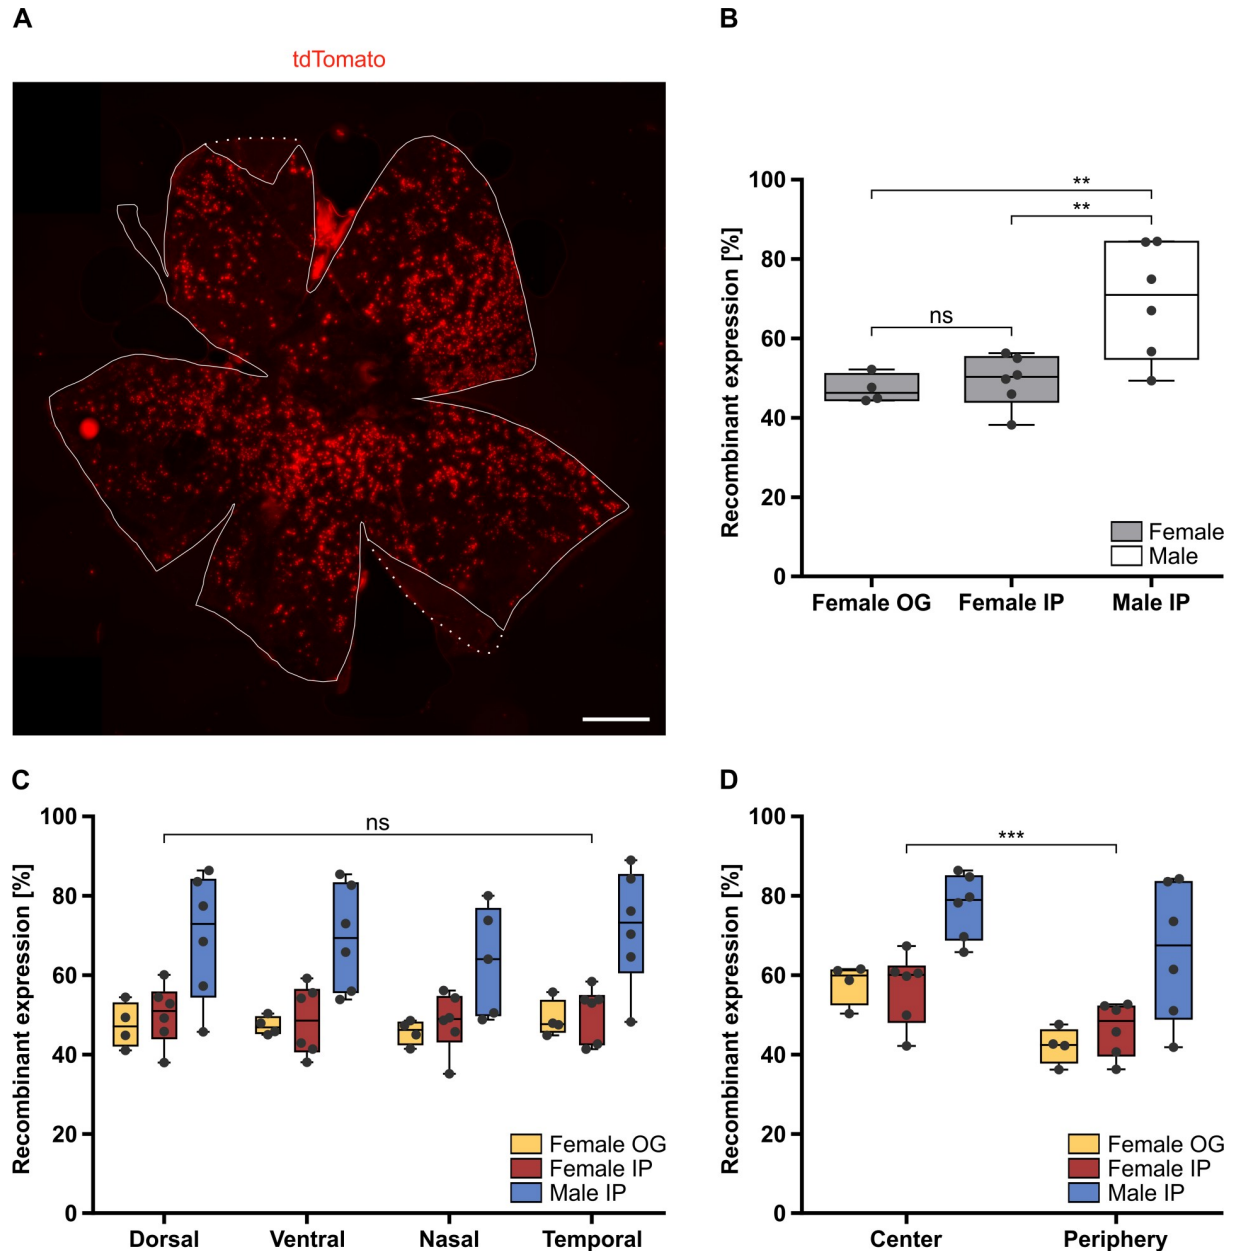 A
tdTomato
B
Recombinant expression [%]
100
80
60
40
20
0
**
**
ns
Female
Male
Female OG
Female IP
Male IP
C
Recombinant expression [%]
100
80
60
40
20
0
ns
Female OG
Female IP
Male IP
Dorsal
Ventral
Nasal
Temporal
D
Recombinant expression [%]
100
80
60
40
20
0
***
Female OG
Female IP
Male IP
Center
Periphery